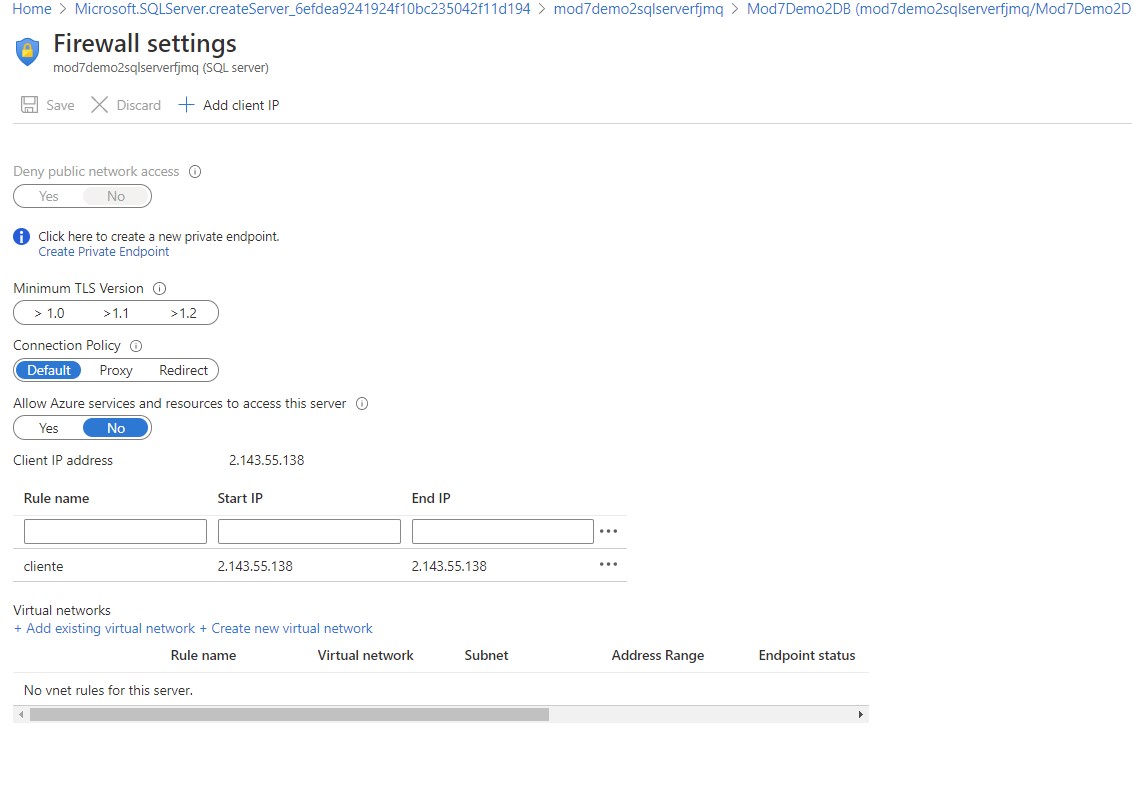 Home > Microsoft.SQLServer.createServer_6efdea9241924f10bc235042f11d194 > mod7demo2sqlserverfjmq > Mod7Demo2DB (mod7demo2sqlserverfjmq/Mod7Demo2D
Firewall settings
mod7demo2sqlserverfjmq (SQL server)
Save Discard Add client IP
Deny public network access
Yes No
Click here to create a new private endpoint.
Create Private Endpoint
Minimum TLS Version
> 1.0 >1.1 >1.2
Connection Policy
Default Proxy Redirect
Allow Azure services and resources to access this server
Yes No
Client IP address 2.143.55.138
Rule name Start IP End IP
cliente 2.143.55.138 2.143.55.138
Virtual networks
+ Add existing virtual network + Create new virtual network
Rule name Virtual network Subnet Address Range Endpoint status
No vnet rules for this server.